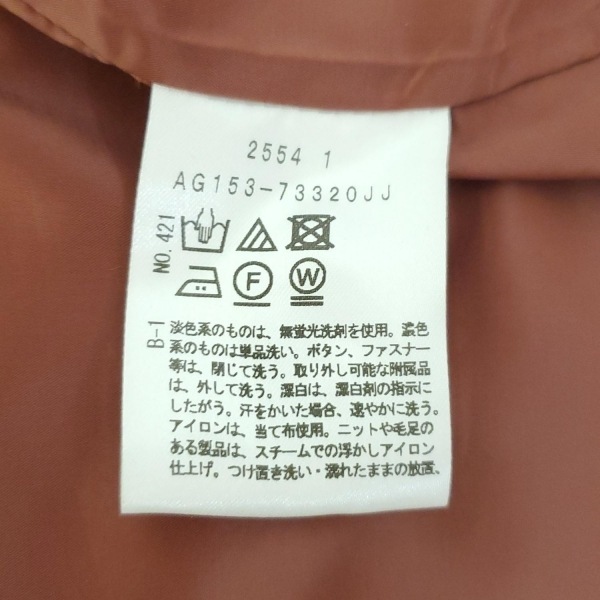 2554 1
AG153-73320JJ
NO.421
F
W
B-1
淡色系のものは、無蛍光洗剤を使用。濃色
系のものは単品洗い。ボタン、ファスナー
等は、閉じて洗う。取り外し可能な附属品
は、外して洗う。漂白は、漂白剤の指示に
したがう。汗をかいた場合、速やかに洗う。
アイロンは、当て布使用。ニットや毛足の
ある製品は、スチームでの浮かしアイロン
仕上げ。つけ置き洗い・濡れたままの放置、